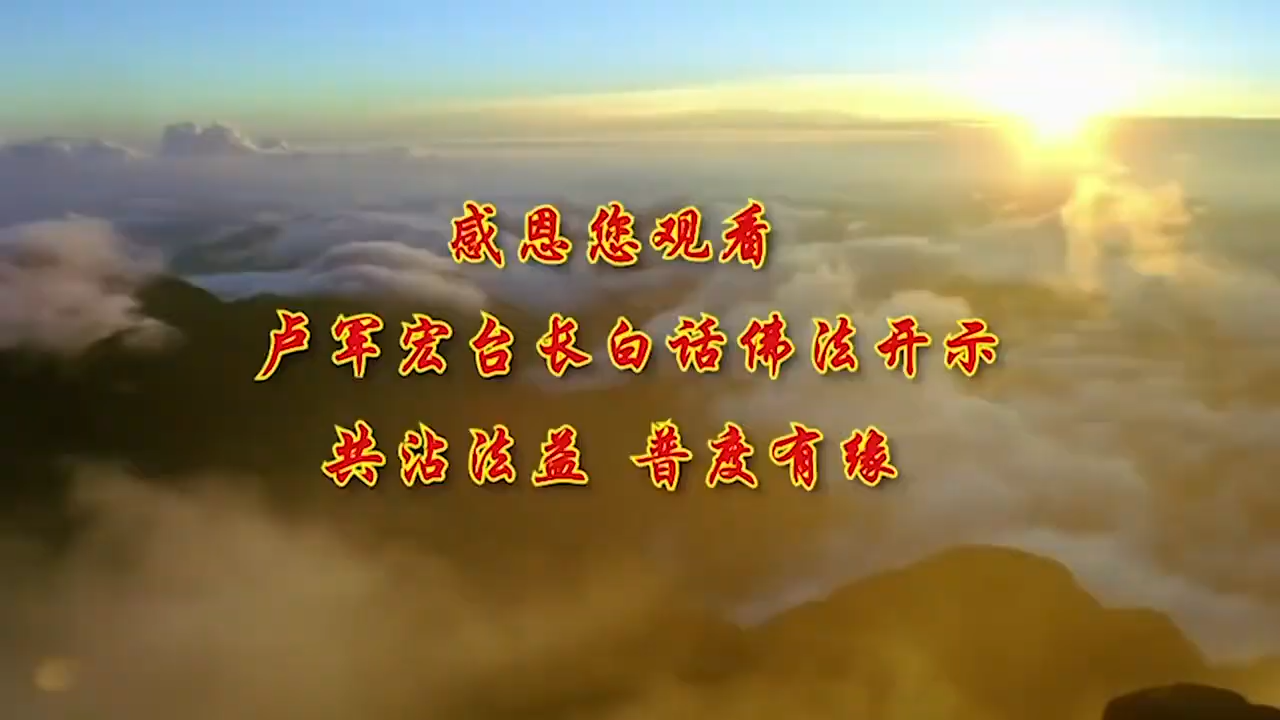 感恩您观看
卢军宏台长白话佛法开示
共沾法益 普度有缘